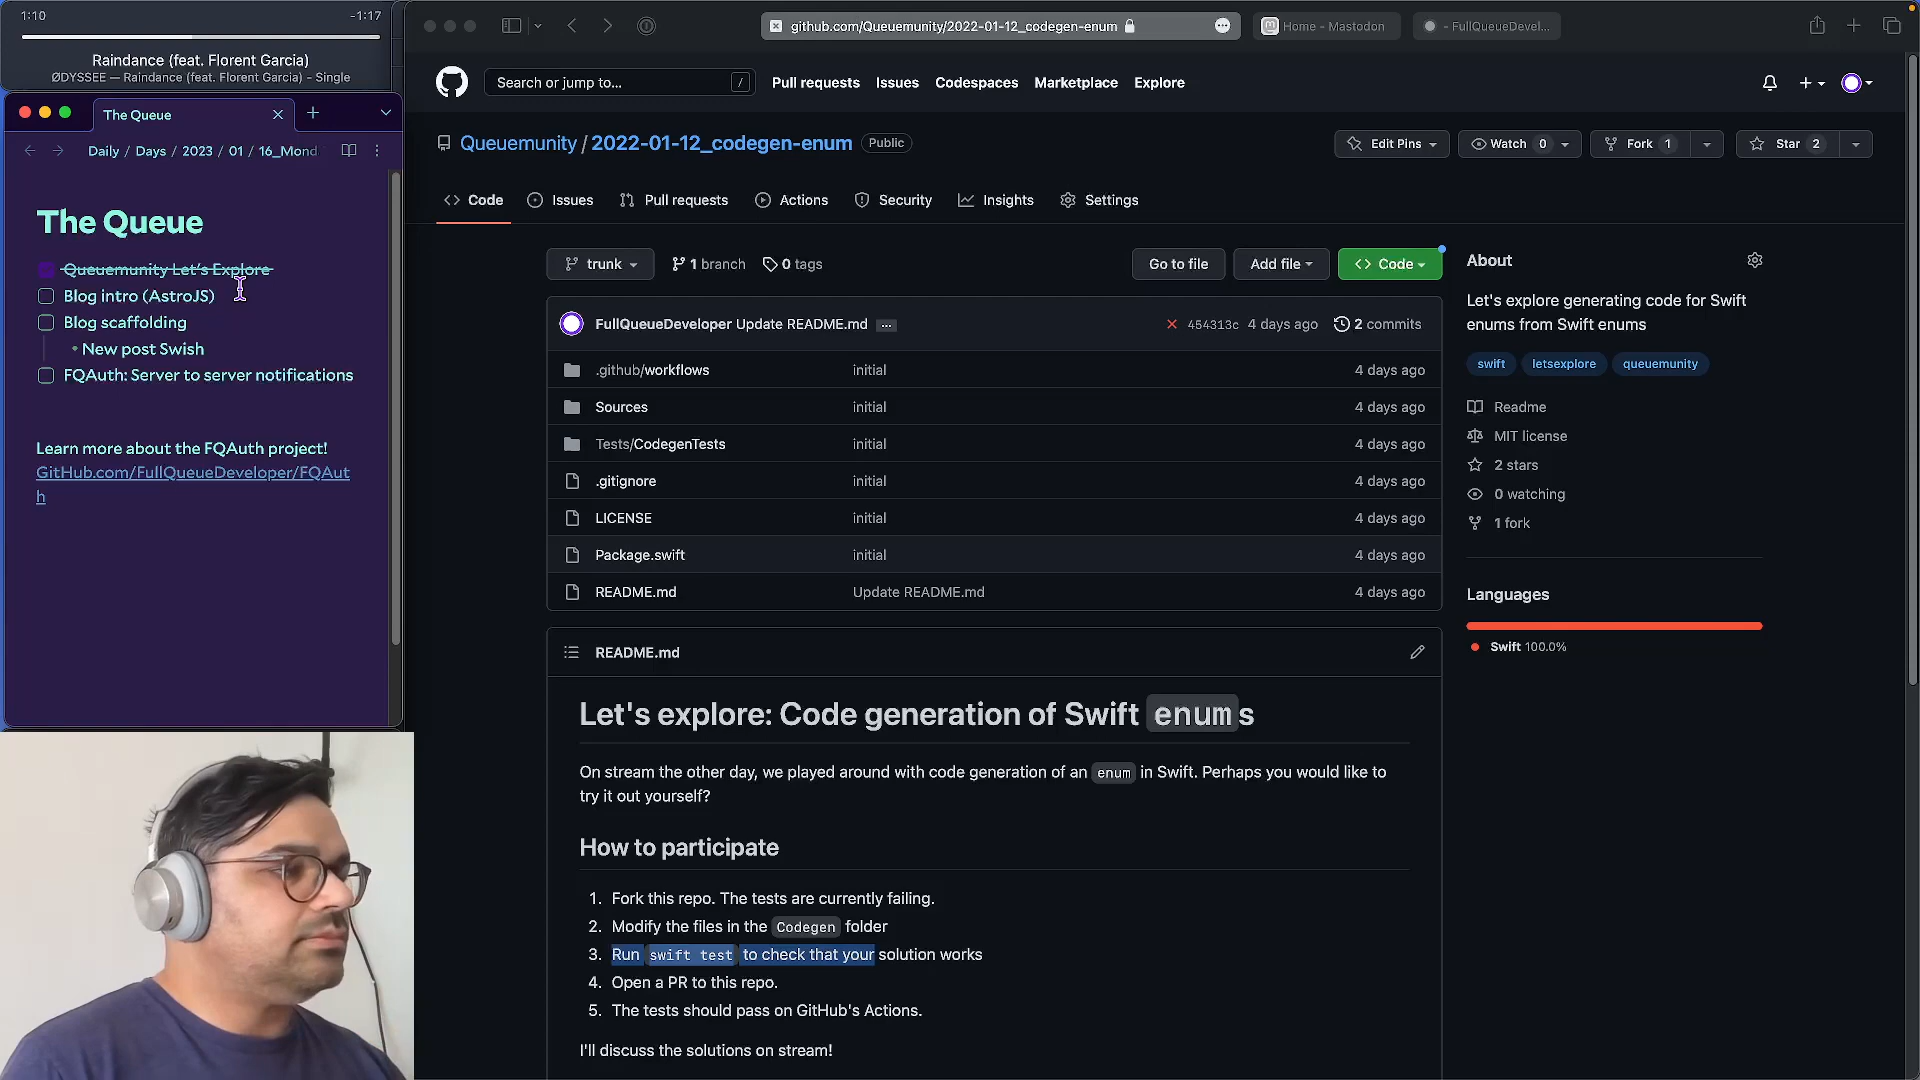 1:10
-1:17
Raindance (feat. Florent Garcia)
ØDYSSEE — Raindance (feat. Florent Garcia) - Single
The Queue
Daily / Days / 2023 / 01 / 16_Mond
The Queue
Queuemunity Let's Explore
Blog intro (AstroJS)
Blog scaffolding
• New post Swish
FQAuth: Server to server notifications
Learn more about the FQAuth project!
GitHub.com/FullQueueDeveloper/FQAut
h
github.com/Queuemunity/2022-01-12_codegen-enum
Home - Mastodon
- FullQueueDevel...
Search or jump to...
/
Pull requests
Issues
Codespaces
Marketplace
Explore
Queuemunity / 2022-01-12_codegen-enum
Public
Edit Pins
Watch 0
Fork 1
Star 2
Code
Issues
Pull requests
Actions
Security
Insights
Settings
trunk
1 branch
0 tags
Go to file
Add file
Code
FullQueueDeveloper Update README.md
...
454313c 4 days ago
2 commits
.github/workflows
initial
4 days ago
Sources
initial
4 days ago
Tests/CodegenTests
initial
4 days ago
.gitignore
initial
4 days ago
LICENSE
initial
4 days ago
Package.swift
initial
4 days ago
README.md
Update README.md
4 days ago
About
Let's explore generating code for Swift
enums from Swift enums
swift
letsexplore
queuemunity
Readme
MIT license
2 stars
0 watching
1 fork
Languages
Swift 100.0%
README.md
Let's explore: Code generation of Swift enums
On stream the other day, we played around with code generation of an enum in Swift. Perhaps you would like to
try it out yourself?
How to participate
1. Fork this repo. The tests are currently failing.
2. Modify the files in the Codegen folder
3. Run swift test to check that your solution works
4. Open a PR to this repo.
5. The tests should pass on GitHub's Actions.
I'll discuss the solutions on stream!